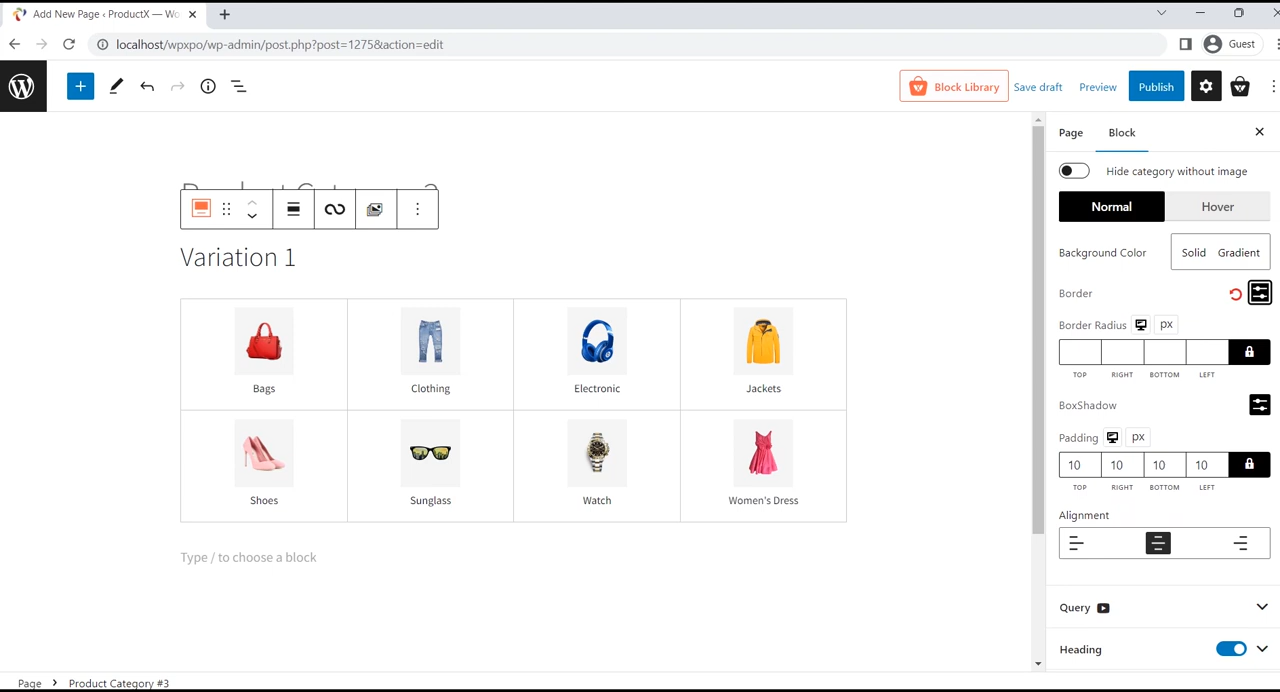 Add New Page ‹ ProductX — Wo
localhost/wpxpo/wp-admin/post.php?post=1275&action=edit
Guest
Block Library
Save draft
Preview
Publish
Page
Block
Hide category without image
Normal
Hover
Variation 1
Background Color
Solid
Gradient
Border
Border Radius
px
TOP
RIGHT
BOTTOM
LEFT
Bags
Clothing
Electronic
Jackets
BoxShadow
Padding
px
10
10
10
10
TOP
RIGHT
BOTTOM
LEFT
Shoes
Sunglass
Watch
Women's Dress
Alignment
Type / to choose a block
Query
Heading
Page
Product Category #3